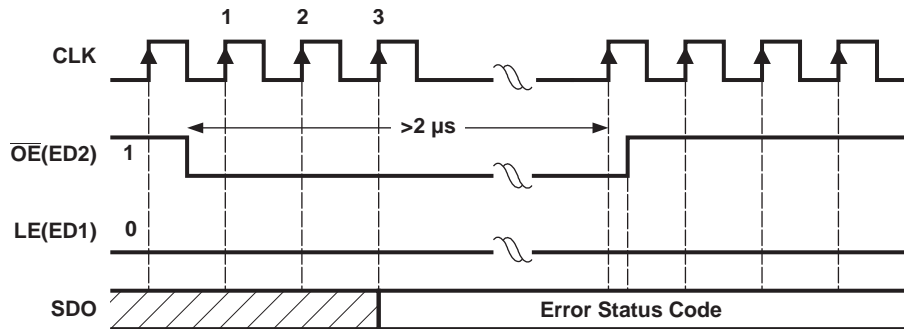 1 2 3
CLK
>2 µs
OE(ED2) 1
LE(ED1) 0
SDO Error Status Code